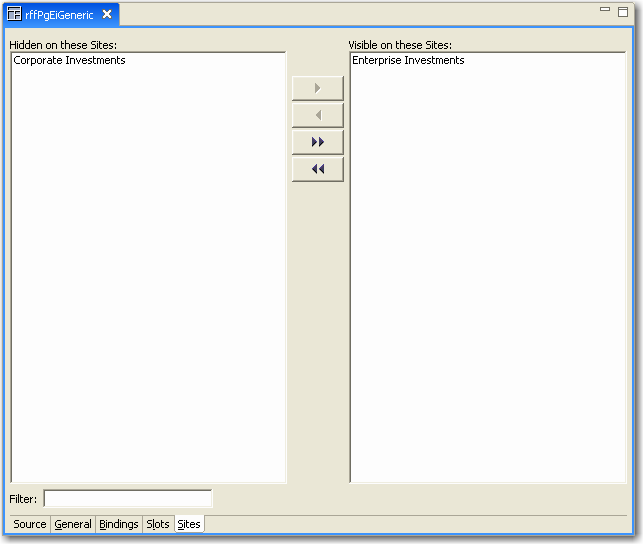 rffPgEiGeneric
Hidden on these Sites:
Visible on these Sites:
Corporate Investments
Enterprise Investments
Filter:
Source General Bindings Slots Sites